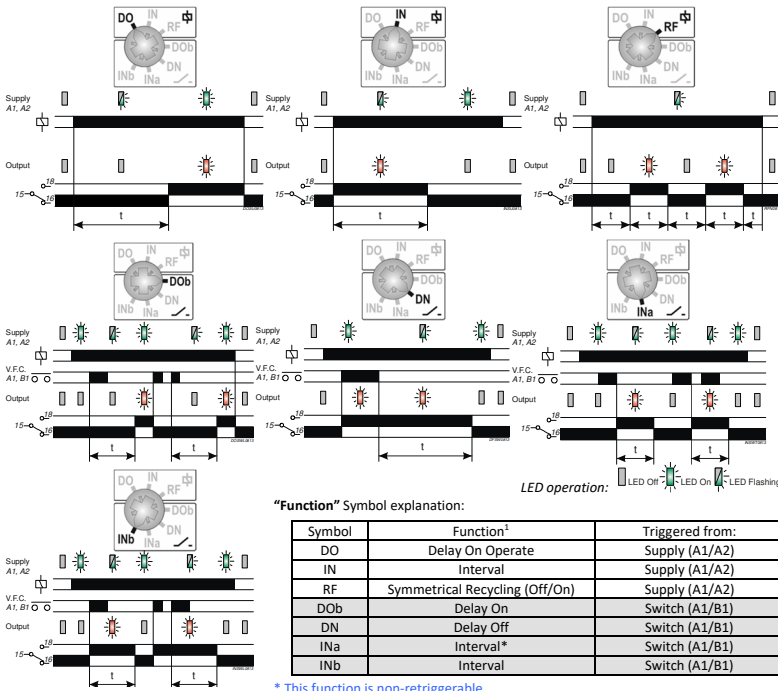 DO IN RF DOb DN INa INb
DO IN RF DOb DN INa INb
DO IN RF DOb DN INa INb
Supply
A1, A2
Output
15 18 16
t
Supply
A1, A2
Output
15 18 16
t
Supply
A1, A2
Output
15 18 16
t t t t t
DO IN RF DOb DN INa INb
DO IN RF DOb DN INa INb
DO IN RF DOb DN INa INb
Supply
A1, A2
V.F.C.
A1, B1
Output
15 18 16
t t
Supply
A1, A2
V.F.C.
A1, B1
Output
15 18 16
t
Supply
A1, A2
V.F.C.
A1, B1
Output
15 18 16
t t
LED operation: LED Off LED On LED Flashing
DO IN RF DOb DN INa INb
Supply
A1, A2
V.F.C.
A1, B1
Output
15 18 16
t t
“Function” Symbol explanation:
Symbol Function1 Triggered from:
DO Delay On Operate Supply (A1/A2)
IN Interval Supply (A1/A2)
RF Symmetrical Recycling (Off/On) Supply (A1/A2)
DOb Delay On Switch (A1/B1)
DN Delay Off Switch (A1/B1)
INa Interval* Switch (A1/B1)
INb Interval Switch (A1/B1)
* This function is non-retriggerable